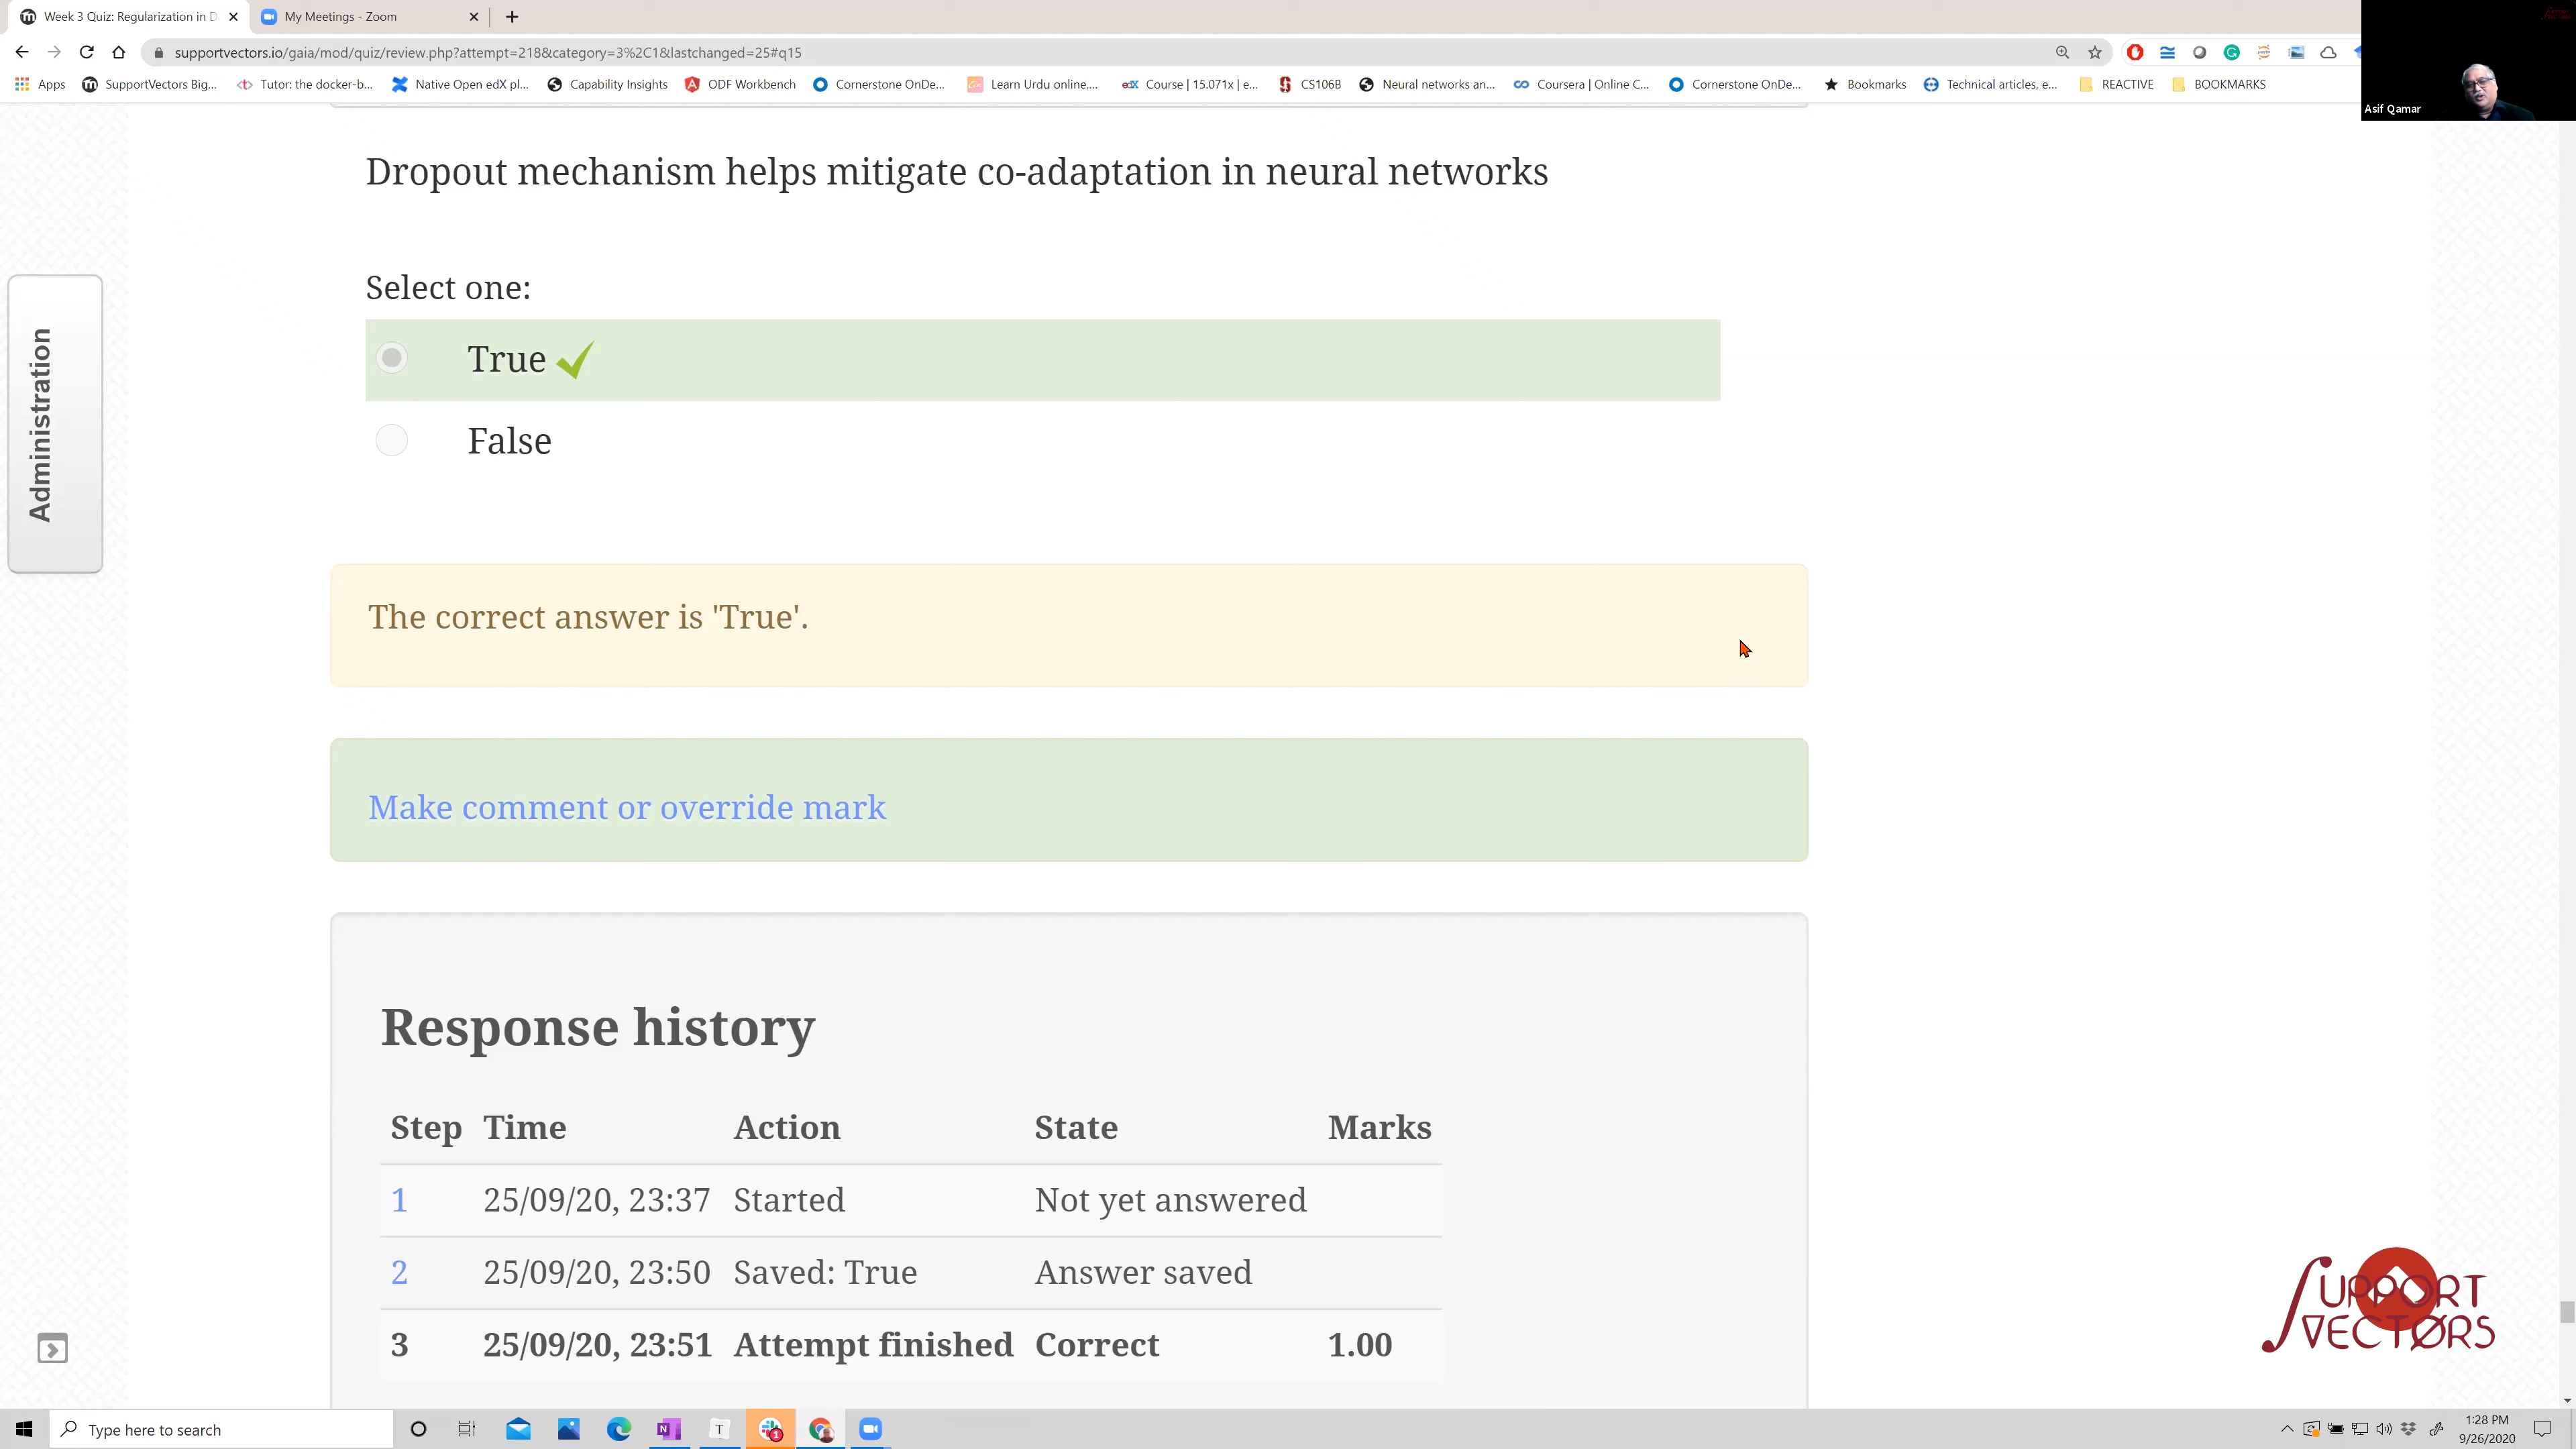 Week 3 Quiz: Regularization in D
My Meetings - Zoom
supportvectors.io/gaia/mod/quiz/review.php?attempt=218&category=3%2C1&lastchanged=25#q15
Apps
SupportVectors Big...
Tutor: the docker-b...
Native Open edX pl...
Capability Insights
ODF Workbench
Cornerstone OnDe...
Learn Urdu online,...
Course | 15.071x | e...
CS106B
Neural networks an...
Coursera | Online C...
Cornerstone OnDe...
Bookmarks
Technical articles, e...
REACTIVE
BOOKMARKS
Asif Qamar
Dropout mechanism helps mitigate co-adaptation in neural networks
Select one:
True
False
Administration
The correct answer is 'True'.
Make comment or override mark
Response history
Step Time Action State Marks
1 25/09/20, 23:37 Started Not yet answered
2 25/09/20, 23:50 Saved: True Answer saved
3 25/09/20, 23:51 Attempt finished Correct 1.00
SUPPORT
VECTORS
Type here to search
1:28 PM
9/26/2020